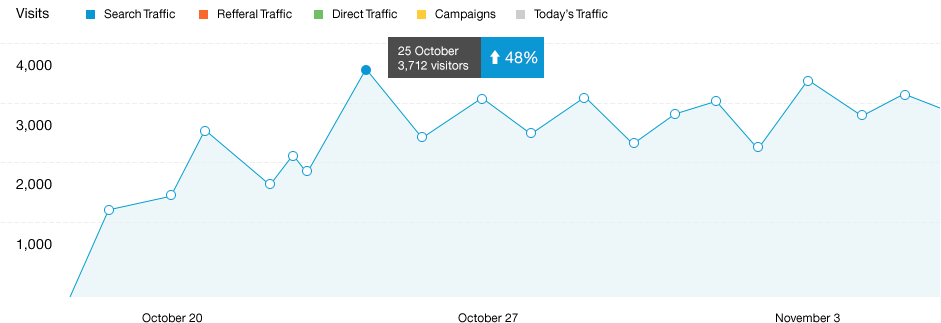 Visits
Search Traffic
Refferal Traffic
Direct Traffic
Campaigns
Today's Traffic
25 October
3,712 visitors
48%
4,000
3,000
2,000
1,000
October 20
October 27
November 3